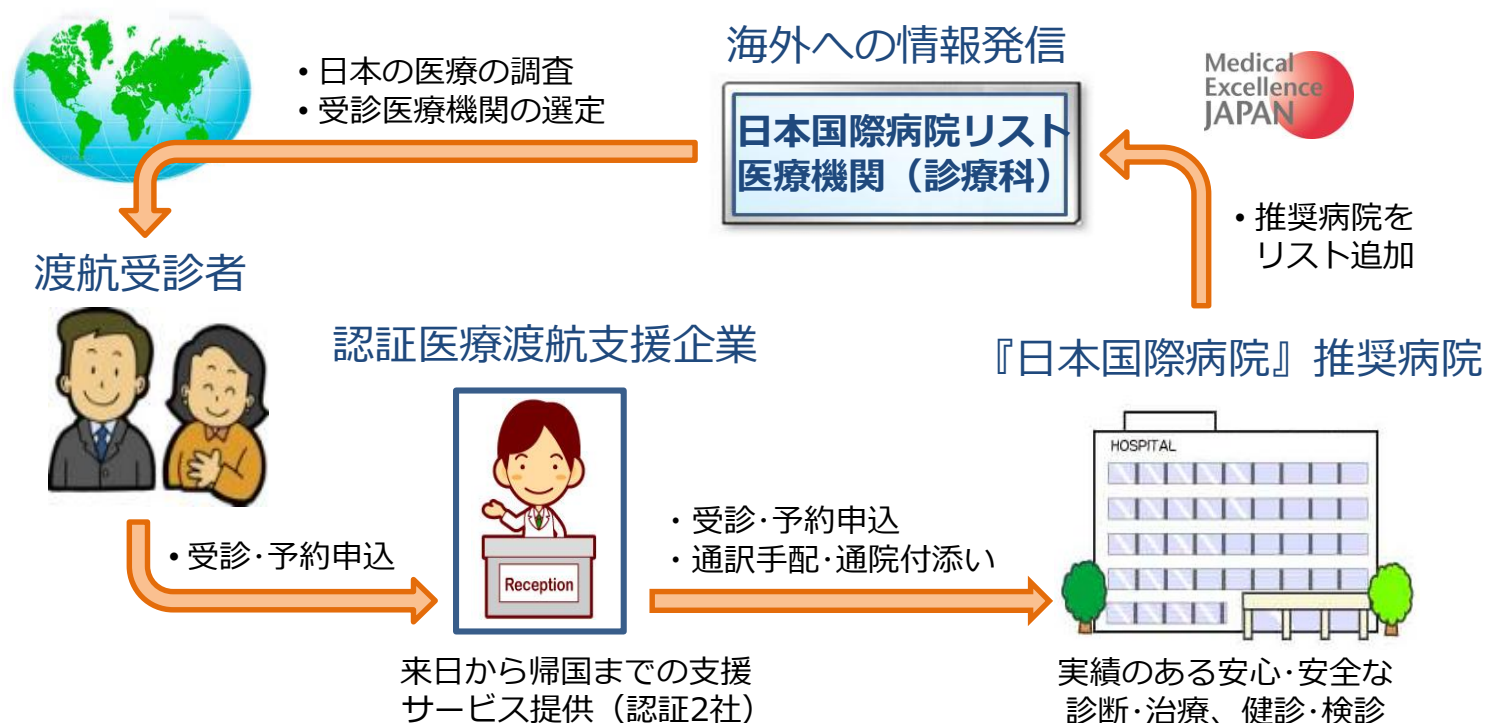 海外への情報発信
Medical
Excellence
JAPAN
• 日本の医療の調査
• 受診医療機関の選定
日本国際病院リスト
医療機関（診療科）
• 推奨病院を
リスト追加
渡航受診者
認証医療渡航支援企業
『日本国際病院』推奨病院
HOSPITAL
• 受診･予約申込
Reception
・受診･予約申込
・通訳手配･通院付添い
来日から帰国までの支援
サービス提供（認証2社）
実績のある安心･安全な
診断･治療、健診･検診